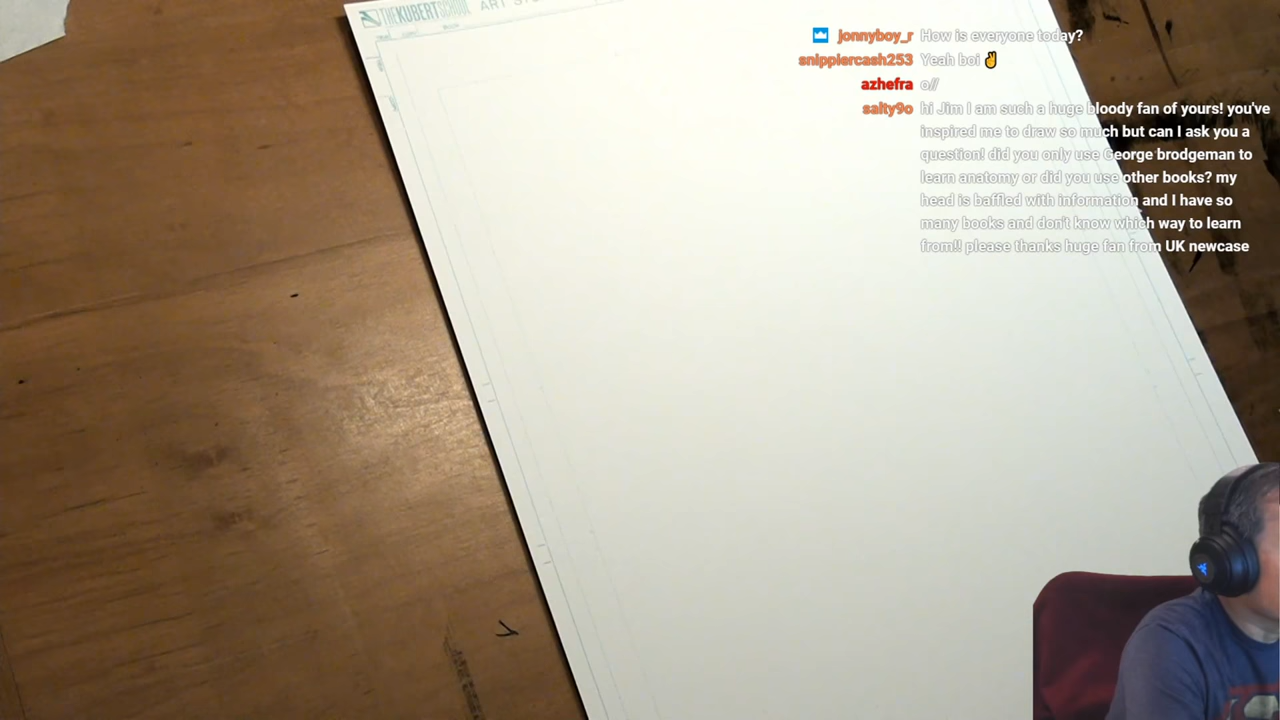 THE KUBERT SCHOOL ART
jonnyboy_r How is everyone today?
snippiercash253 Yeah boi ✌
azhefra o//
salty9o hi Jim I am such a huge bloody fan of yours! you've
inspired me to draw so much but can I ask you a
question! did you only use George brodgeman to
learn anatomy or did you use other books? my
head is baffled with information and I have so
many books and don't know which way to learn
from!! please thanks huge fan from UK newcase